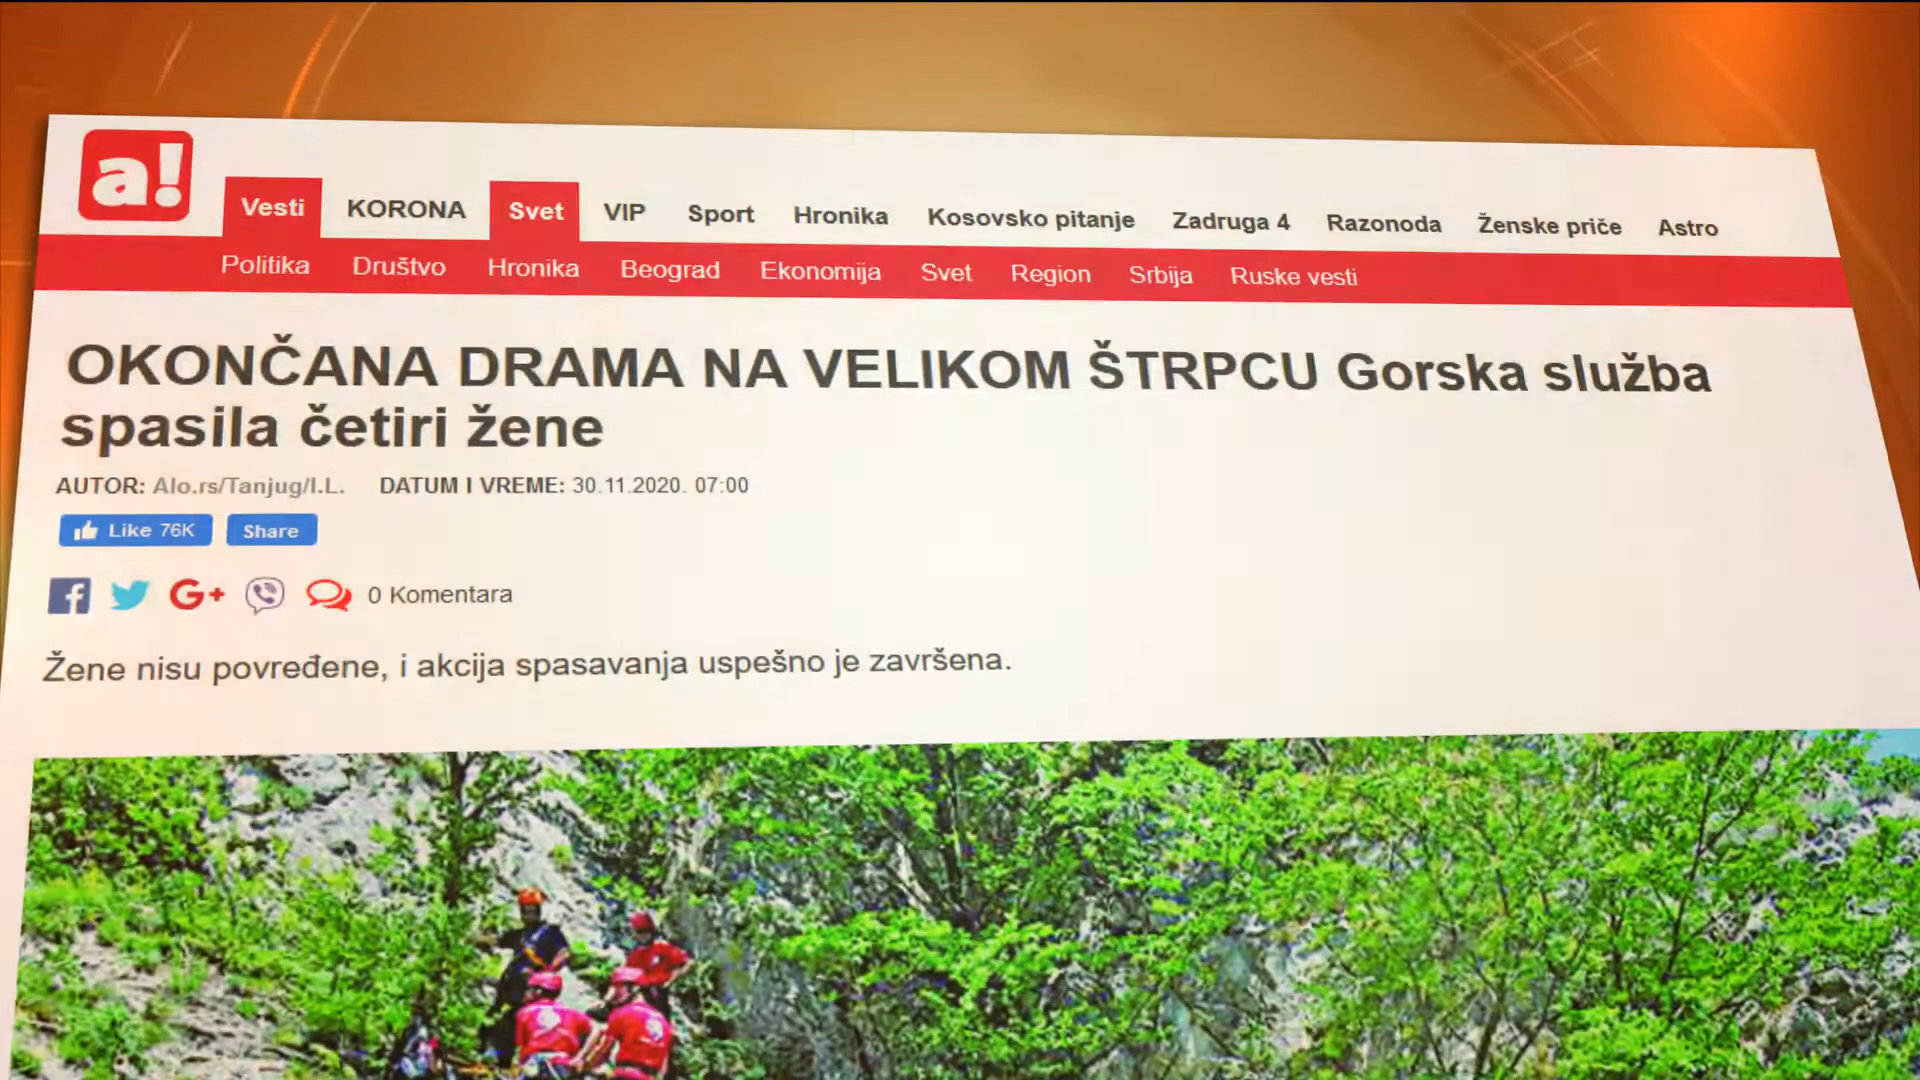 a!
Vesti KORONA Svet VIP Sport Hronika Kosovsko pitanje Zadruga 4 Razonoda Ženske priče Astro
Politika Društvo Hronika Beograd Ekonomija Svet Region Srbija Ruske vesti
OKONČANA DRAMA NA VELIKOM ŠTRPCU Gorska služba
spasila četiri žene
AUTOR: Alo.rs/Tanjug/I.L. DATUM I VREME: 30.11.2020. 07:00
Like 76K Share
f G+ 0 Komentara
Žene nisu povređene, i akcija spasavanja uspešno je završena.